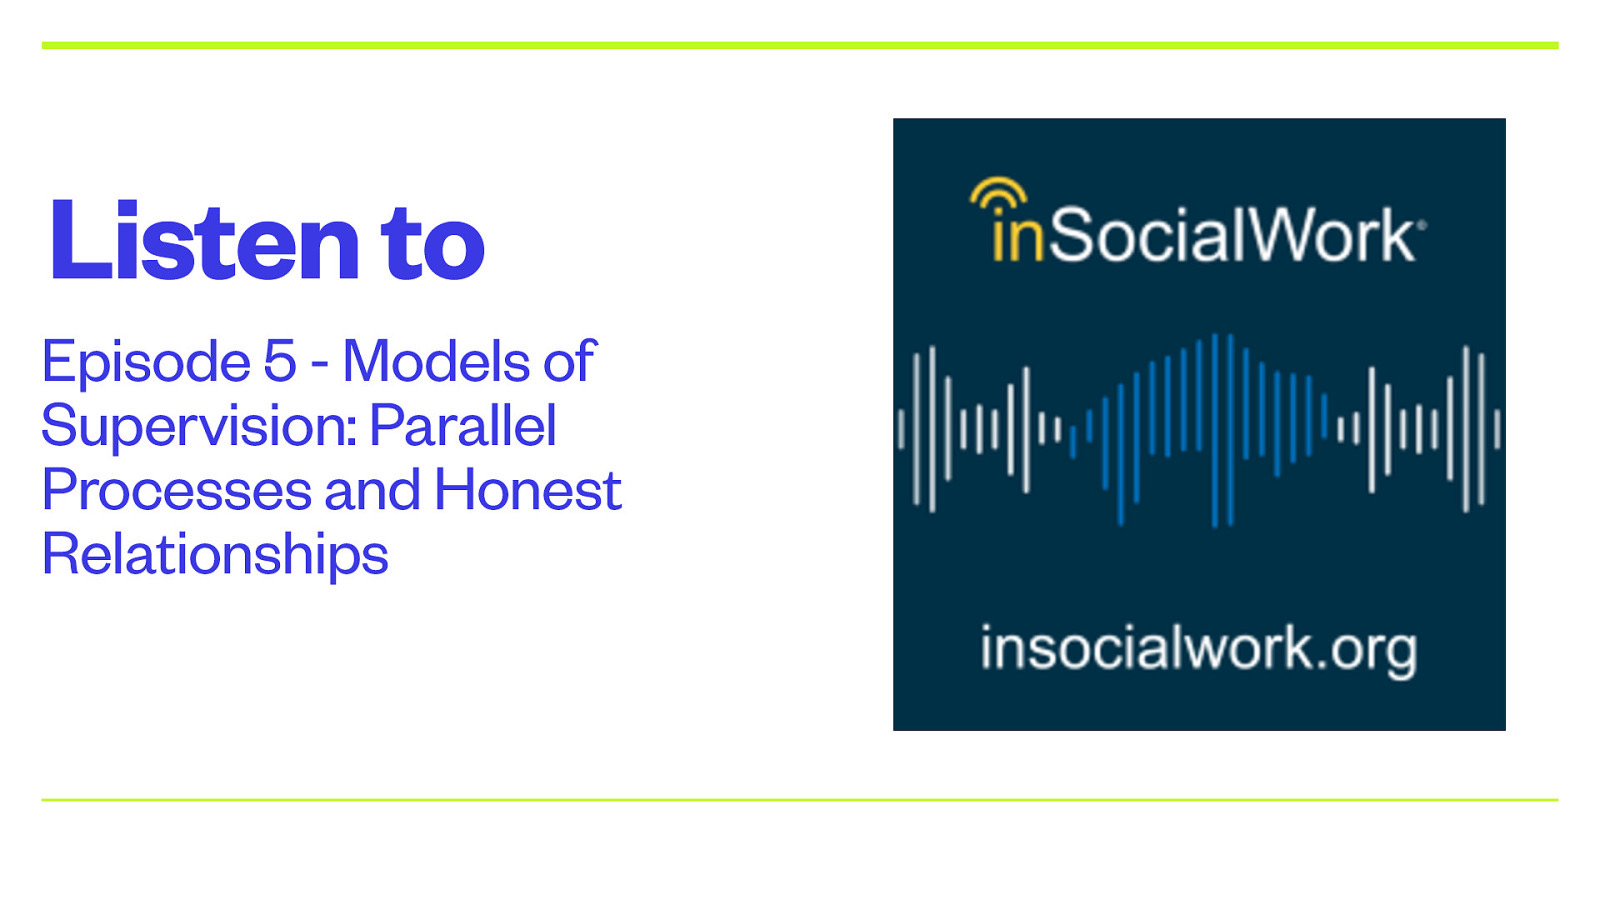 Listen to
Episode 5 - Models of
Supervision: Parallel
Processes and Honest
Relationships
inSocialWork®
insocialwork.org